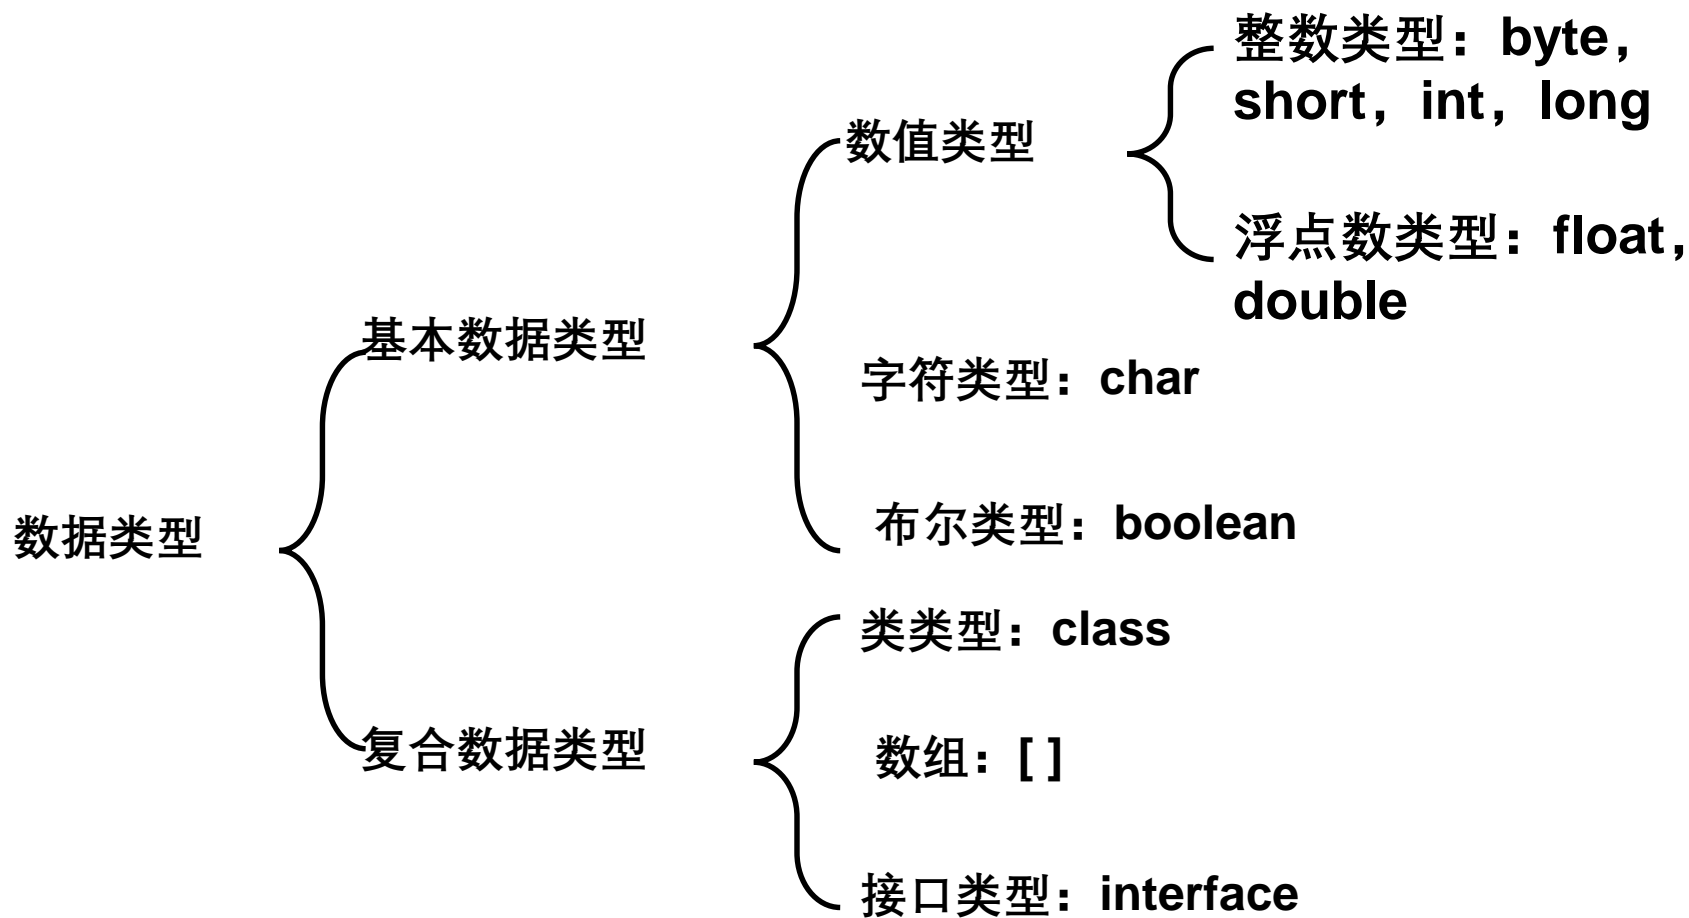 整数类型：byte，
short，int，long
数值类型
浮点数类型：float，
double
基本数据类型
字符类型：char
数据类型
布尔类型：boolean
类类型：class
复合数据类型
数组：[ ]
接口类型：interface